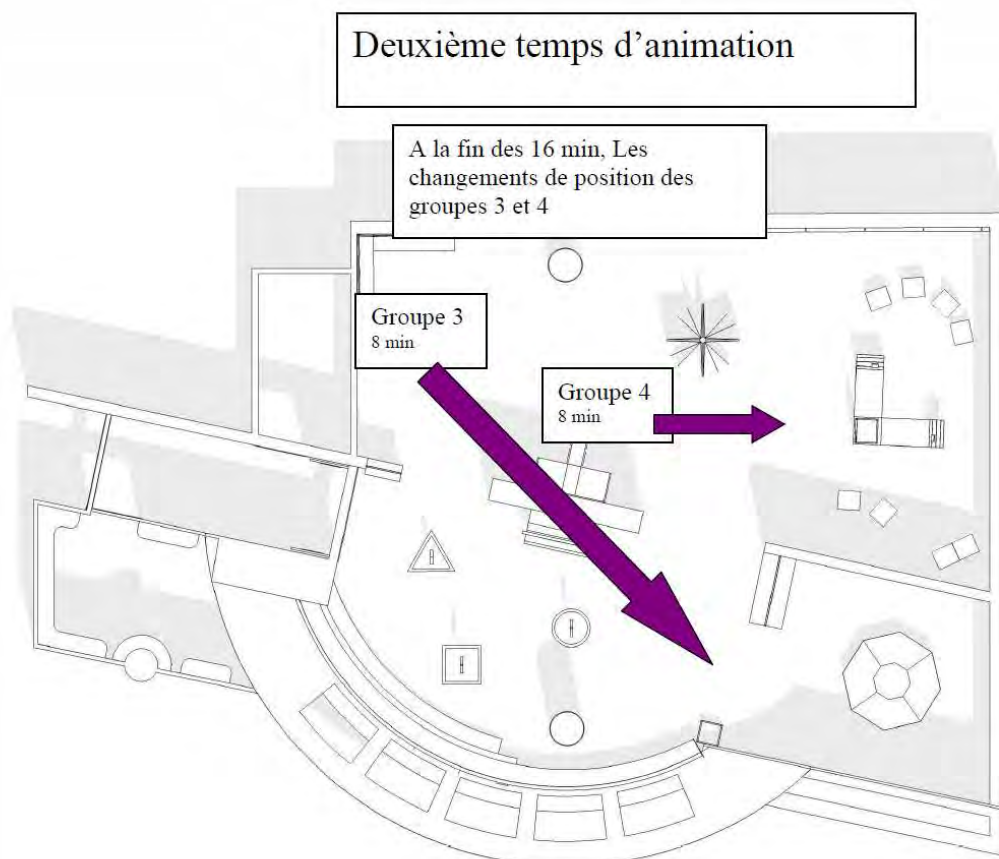 Deuxième temps d’animation
A la fin des 16 min, Les
changements de position des
groupes 3 et 4
Groupe 3
8 min
Groupe 4
8 min